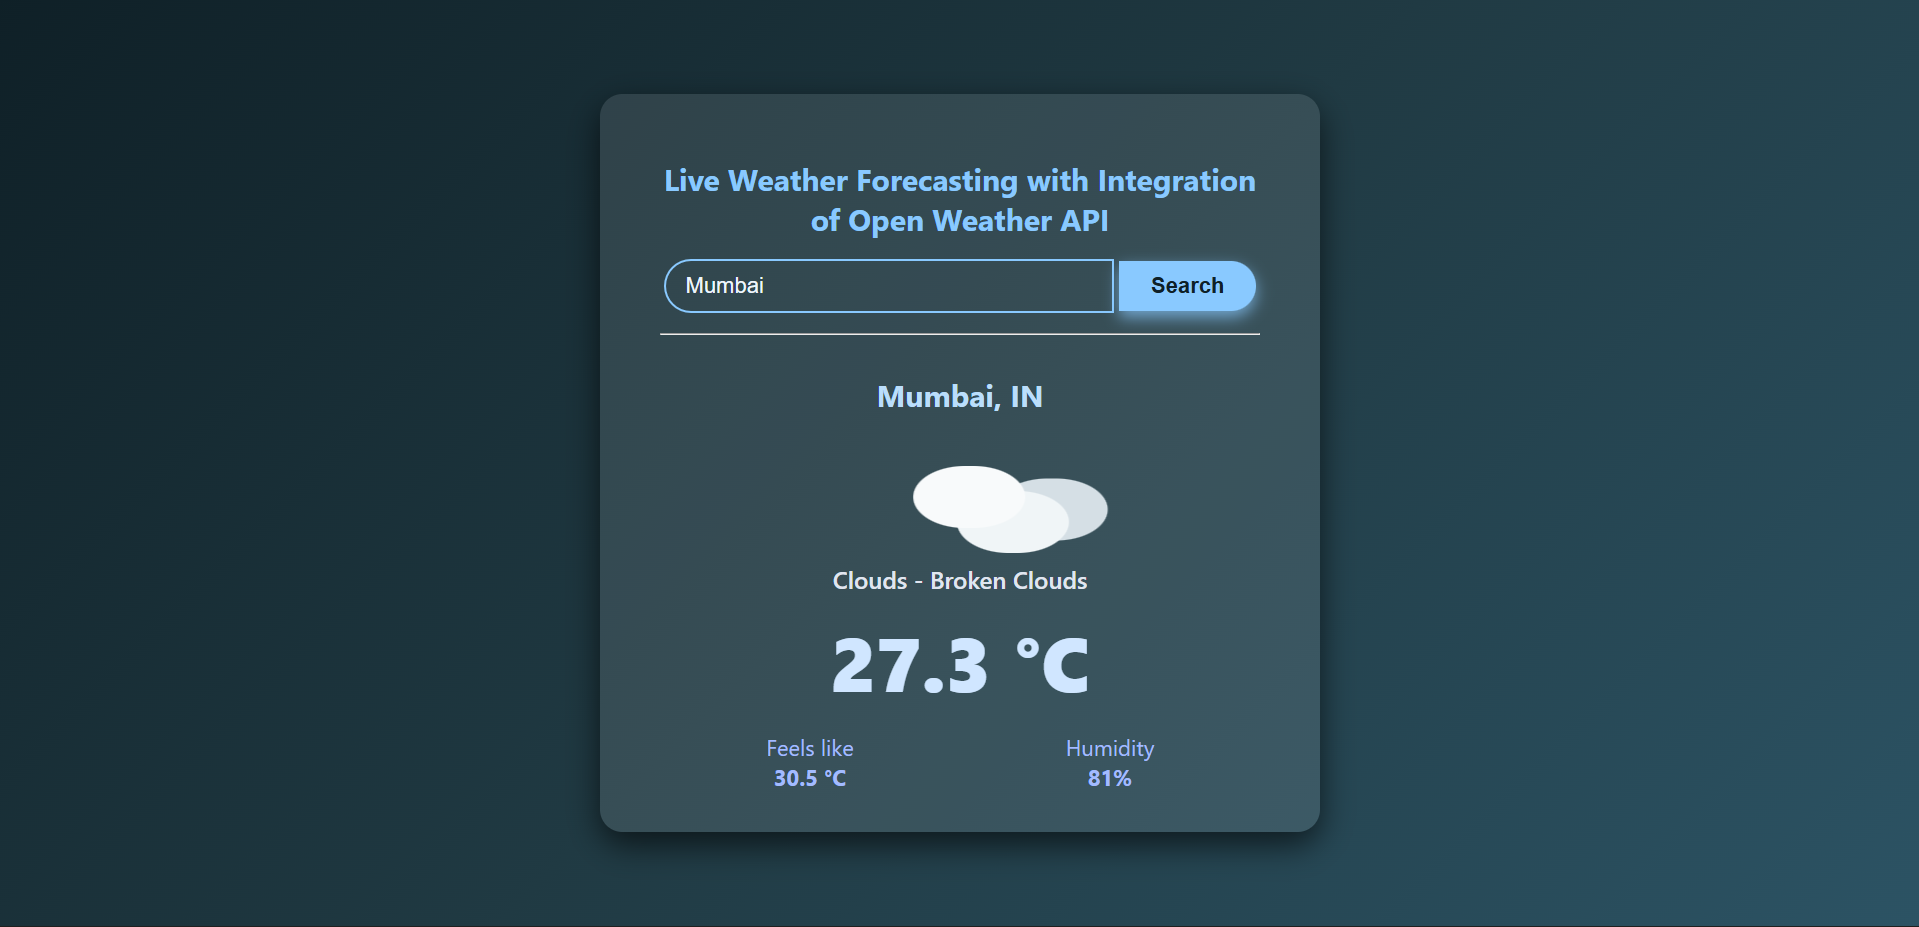 Live Weather Forecasting with Integration
of Open Weather API
Mumbai
Search
Mumbai, IN
Clouds - Broken Clouds
27.3 °C
Feels like
30.5 °C
Humidity
81%